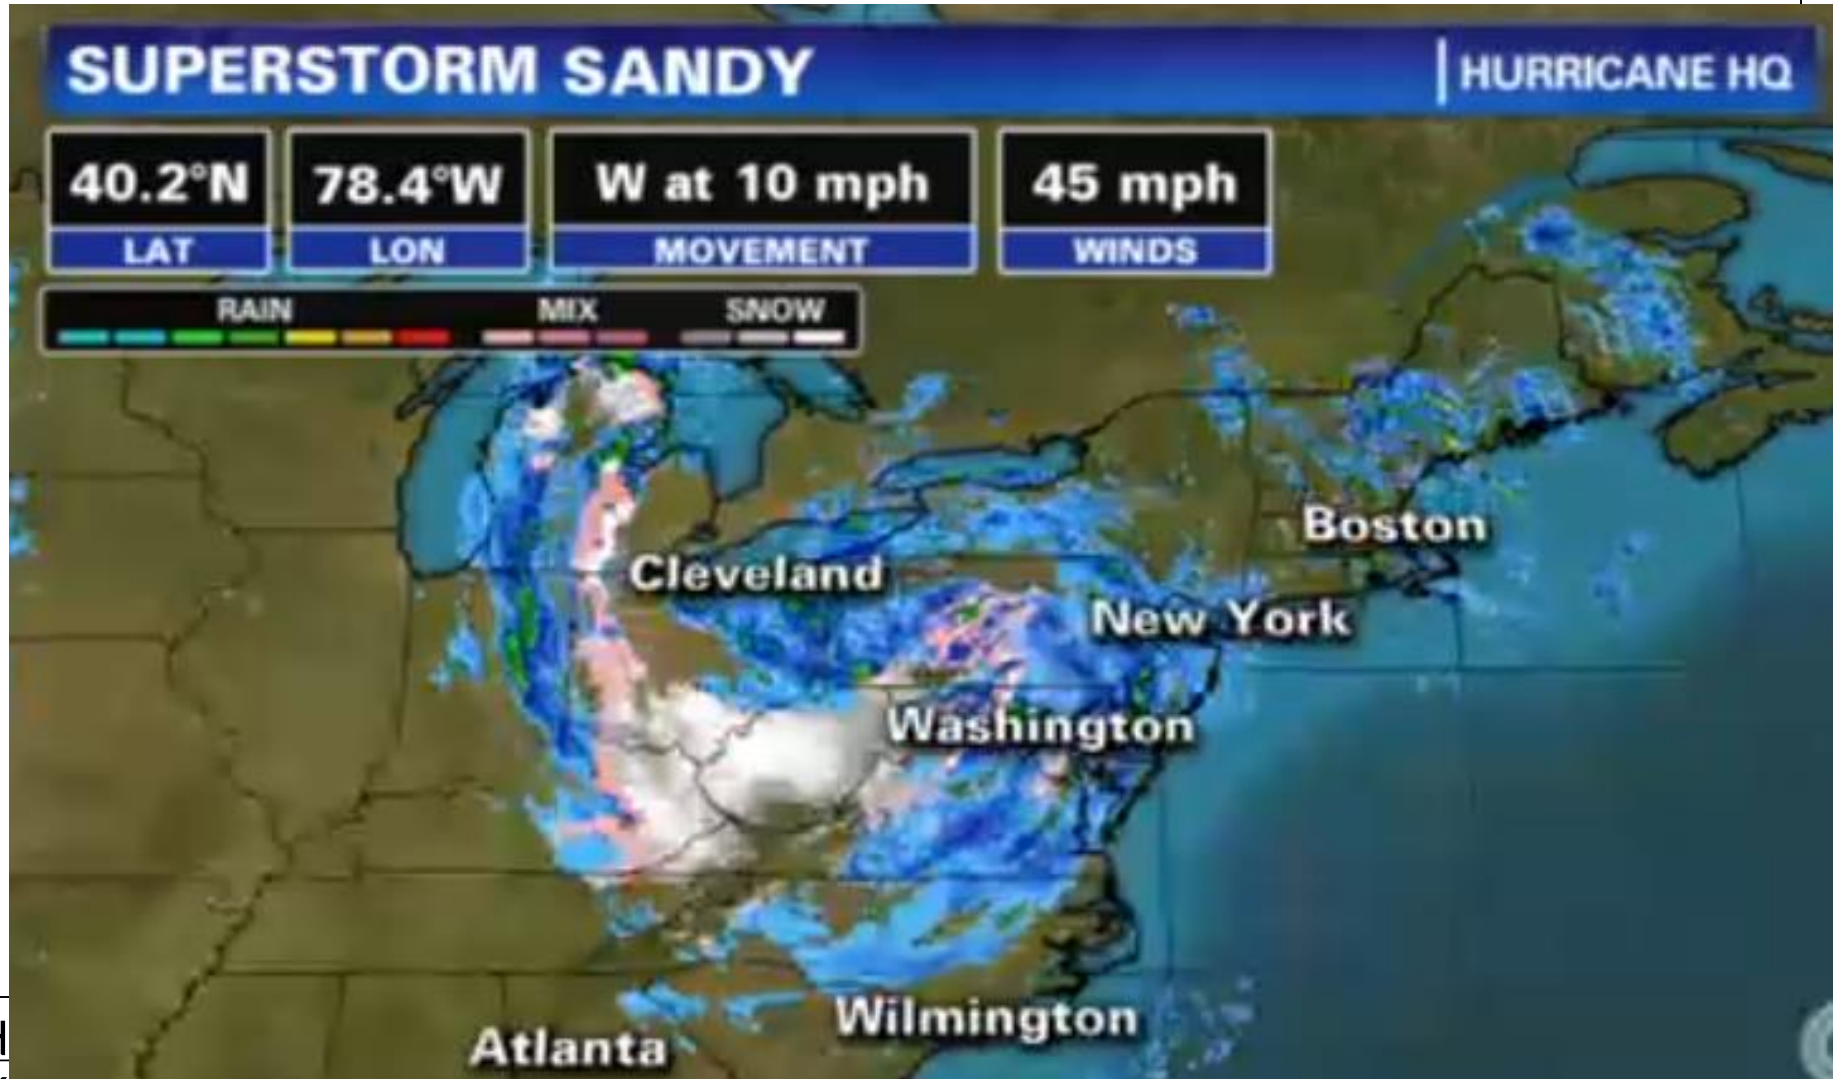 SUPERSTORM SANDY
HURRICANE HQ
40.2°N
78.4°W
W at 10 mph
45 mph
LAT
LON
MOVEMENT
WINDS
RAIN
MIX
SNOW
Boston
Cleveland
New York
Washington
Wilmington
Atlanta